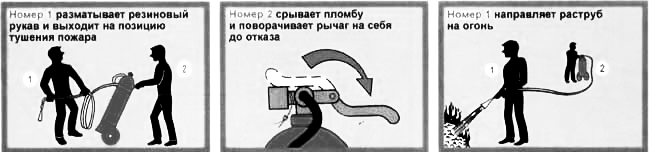 Номер 1 разматывает резиновый
рукав и выходит на позицию
тушения пожара
1
2
Номер 2 срывает пломбу
и поворачивает рычаг на себя
до отказа
Номер 1 направляет раструб
на огонь
1
2